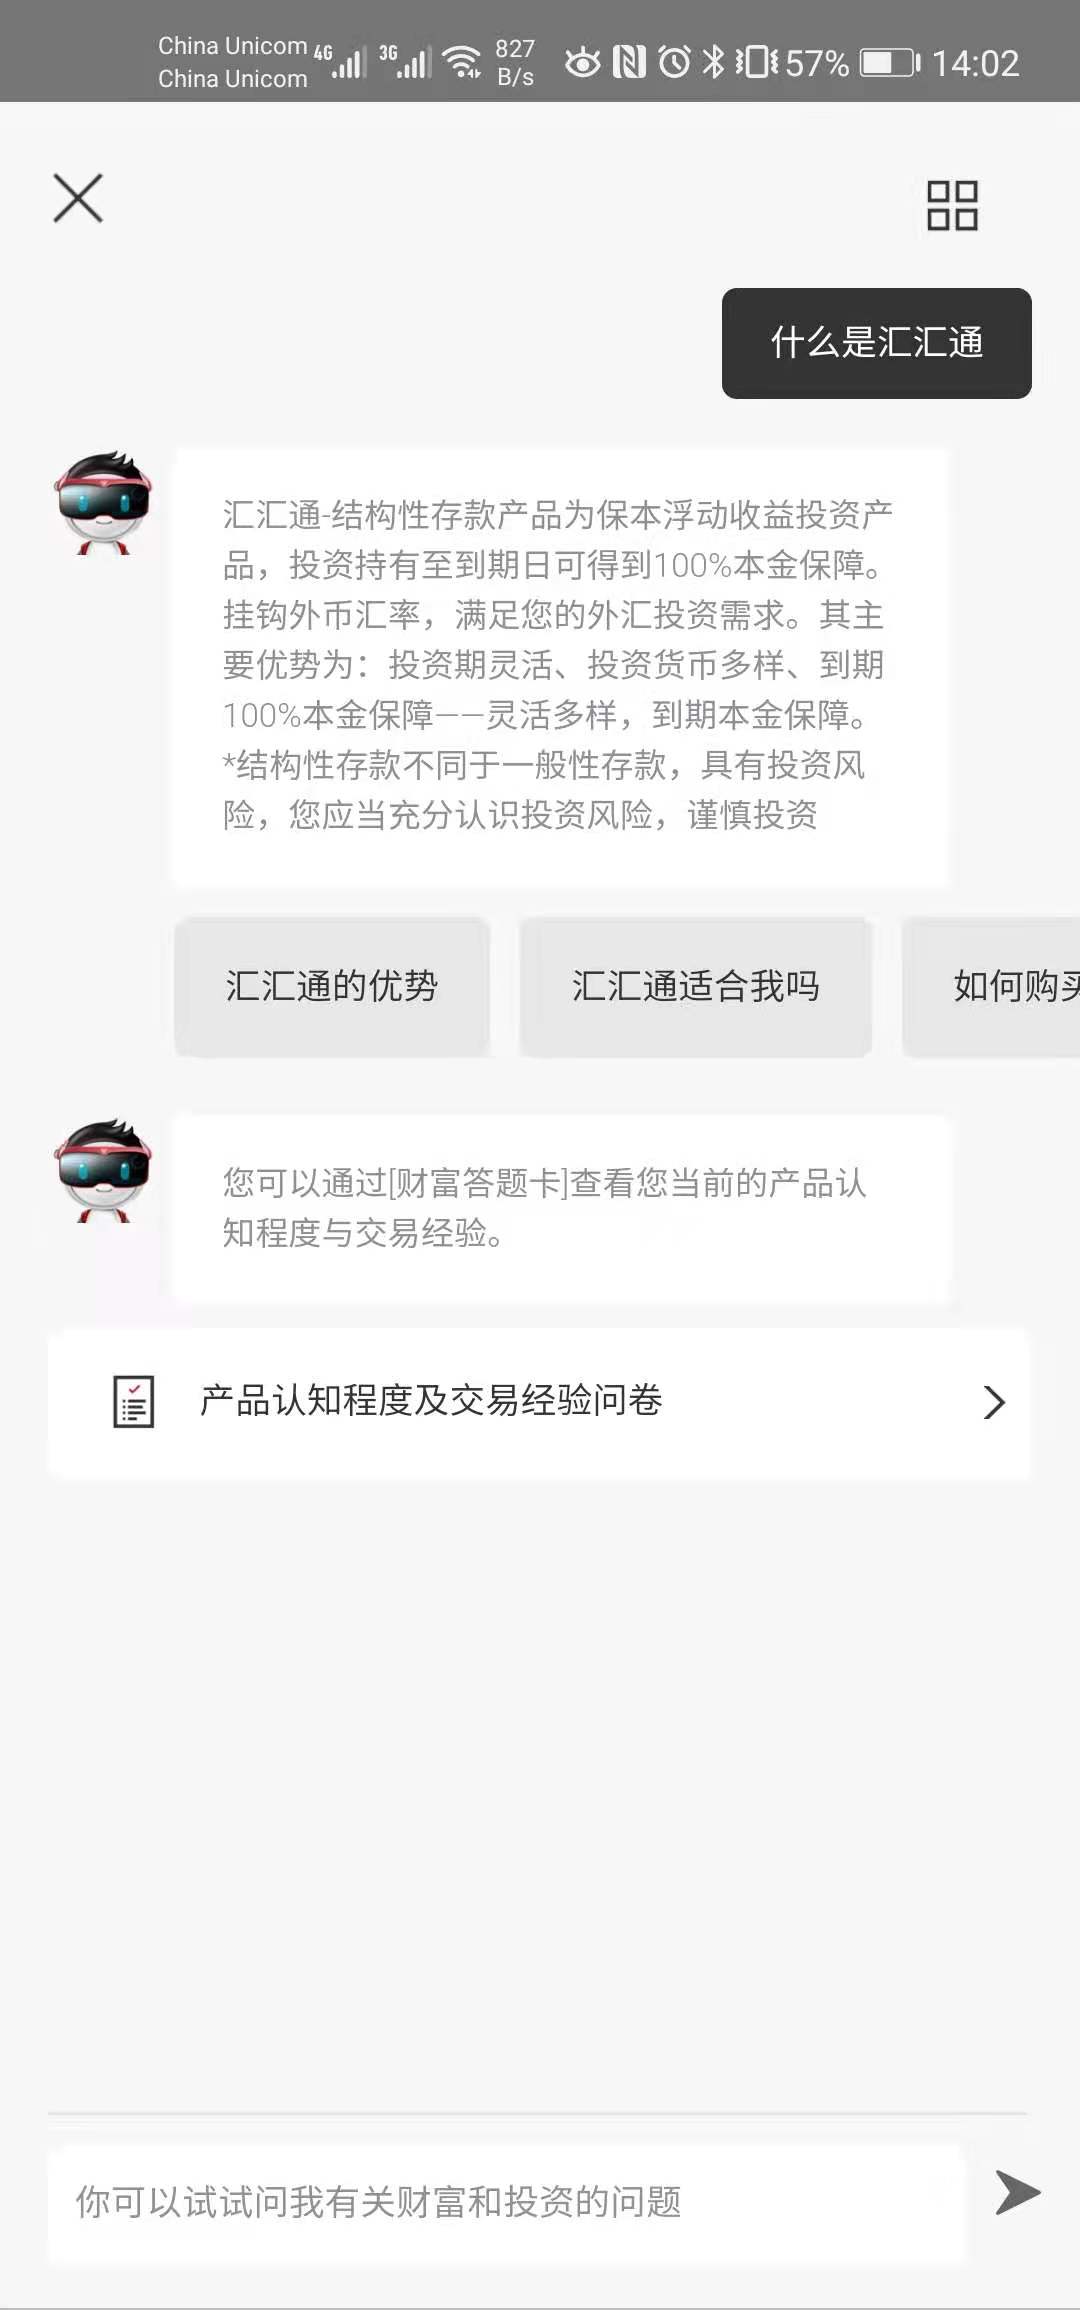 China Unicom 4G 3G 827 57% 14:02
China Unicom B/s
什么是汇汇通
汇汇通-结构性存款产品为保本浮动收益投资产
品，投资持有至到期日可得到100%本金保障。
挂钩外币汇率，满足您的外汇投资需求。其主
要优势为：投资期灵活、投资货币多样、到期
100%本金保障——灵活多样，到期本金保障。
*结构性存款不同于一般性存款，具有投资风
险，您应当充分认识投资风险，谨慎投资
汇汇通的优势 汇汇通适合我吗 如何购买
您可以通过[财富答题卡]查看您当前的产品认
知程度与交易经验。
产品认知程度及交易经验问卷
你可以试试问我有关财富和投资的问题